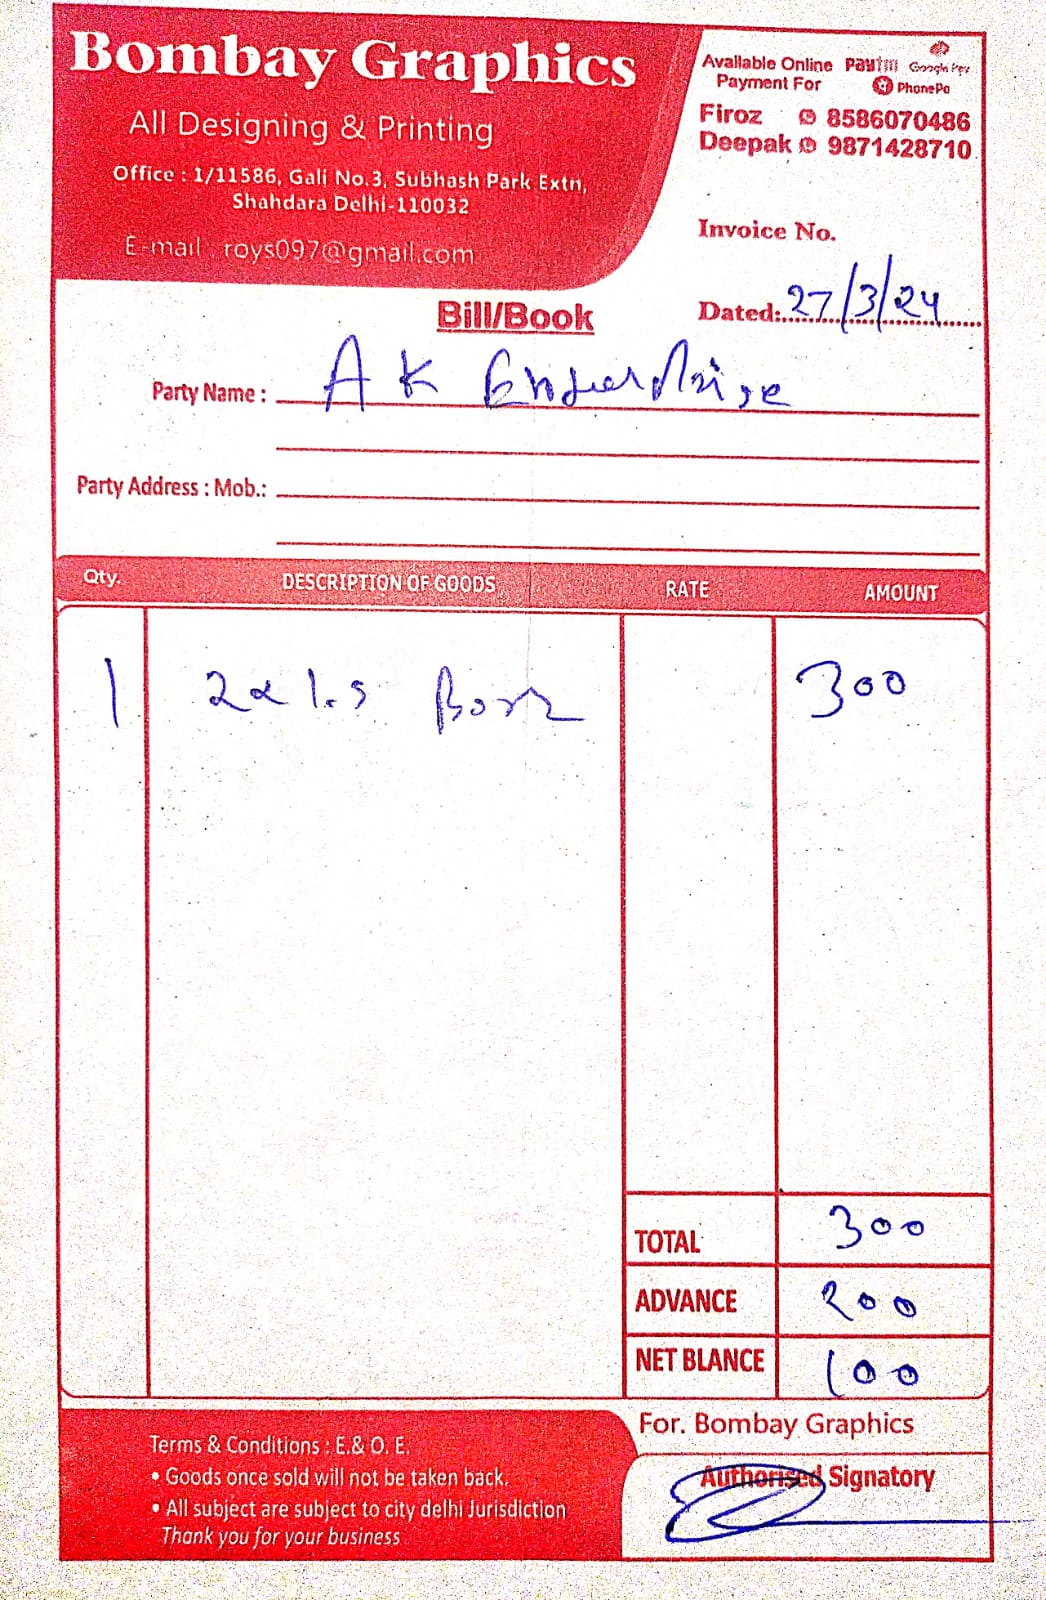 Bombay Graphics
All Designing & Printing
Office : 1/11586, Gali No.3, Subhash Park Extn,
Shahdara Delhi-110032
E-mail : roys097@gmail.com
Available Online Paytm Google Pay
Payment For PhonePe
Firoz 8586070486
Deepak 9871428710
Invoice No.
Bill/Book
Dated:. 27/3/24
Party Name : A K Enterprise
Party Address : Mob.:
Qty. DESCRIPTION OF GOODS RATE AMOUNT
1 2x1.5 300
TOTAL 300
ADVANCE 200
NET BLANCE 100
For. Bombay Graphics
Authorised Signatory
Terms & Conditions : E.& O. E.
• Goods once sold will not be taken back.
• All subject are subject to city delhi Jurisdiction
Thank you for your business